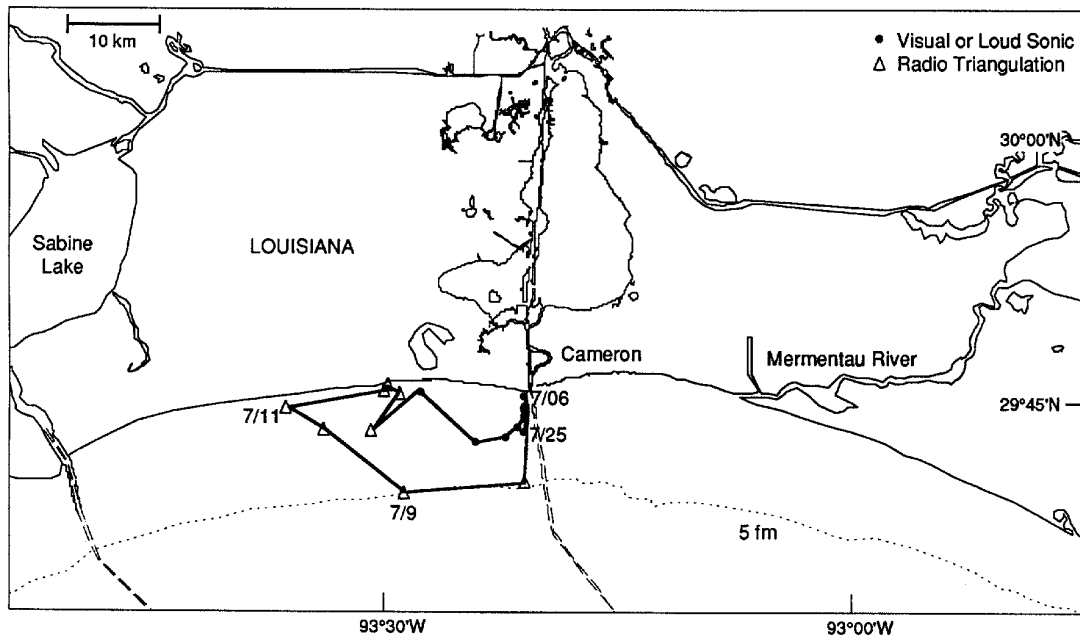 10 km
Visual or Loud Sonic
Radio Triangulation
30°00'N
Sabine
Lake
LOUISIANA
Cameron
Mermentau River
7/06
7/11
29°45'N
7/25
7/9
5 fm
93°30'W
93°00'W